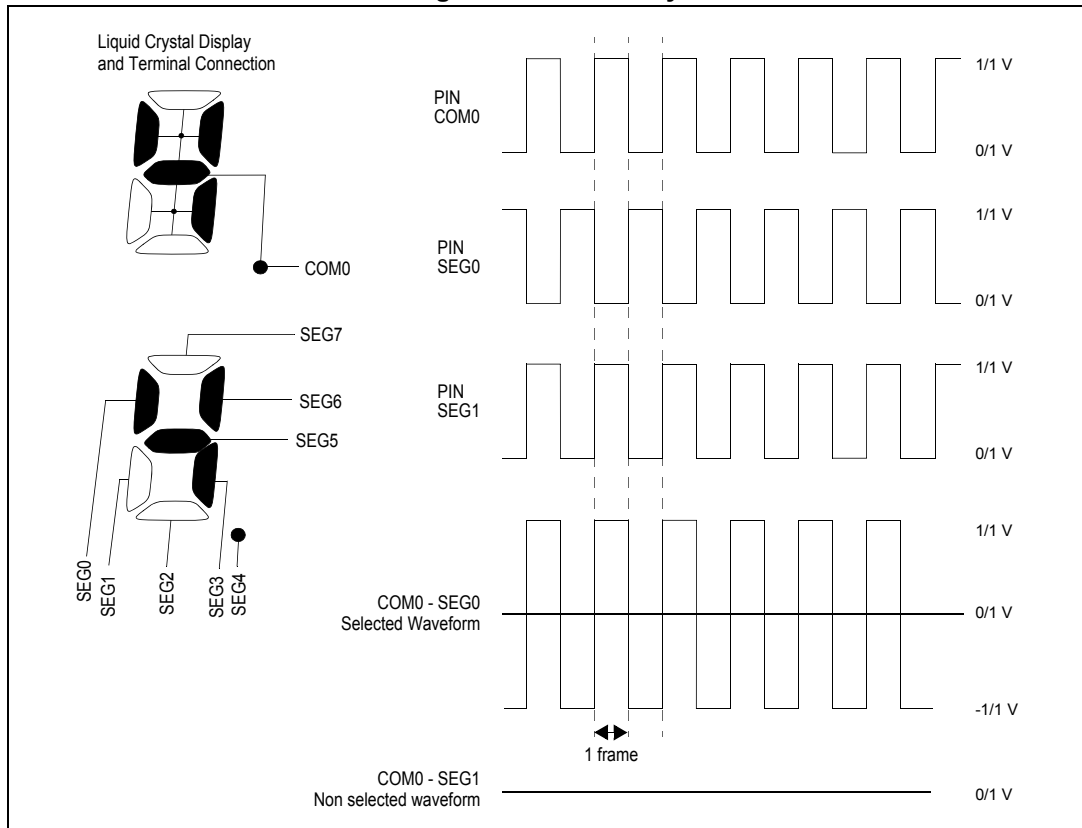 Liquid Crystal Display
and Terminal Connection
COM0
SEG7
SEG6
SEG5
SEG0
SEG1
SEG2
SEG3
SEG4
PIN
COM0
1/1 V
0/1 V
PIN
SEG0
1/1 V
0/1 V
PIN
SEG1
1/1 V
0/1 V
COM0 - SEG0
Selected Waveform
1/1 V
0/1 V
-1/1 V
1 frame
COM0 - SEG1
Non selected waveform
0/1 V